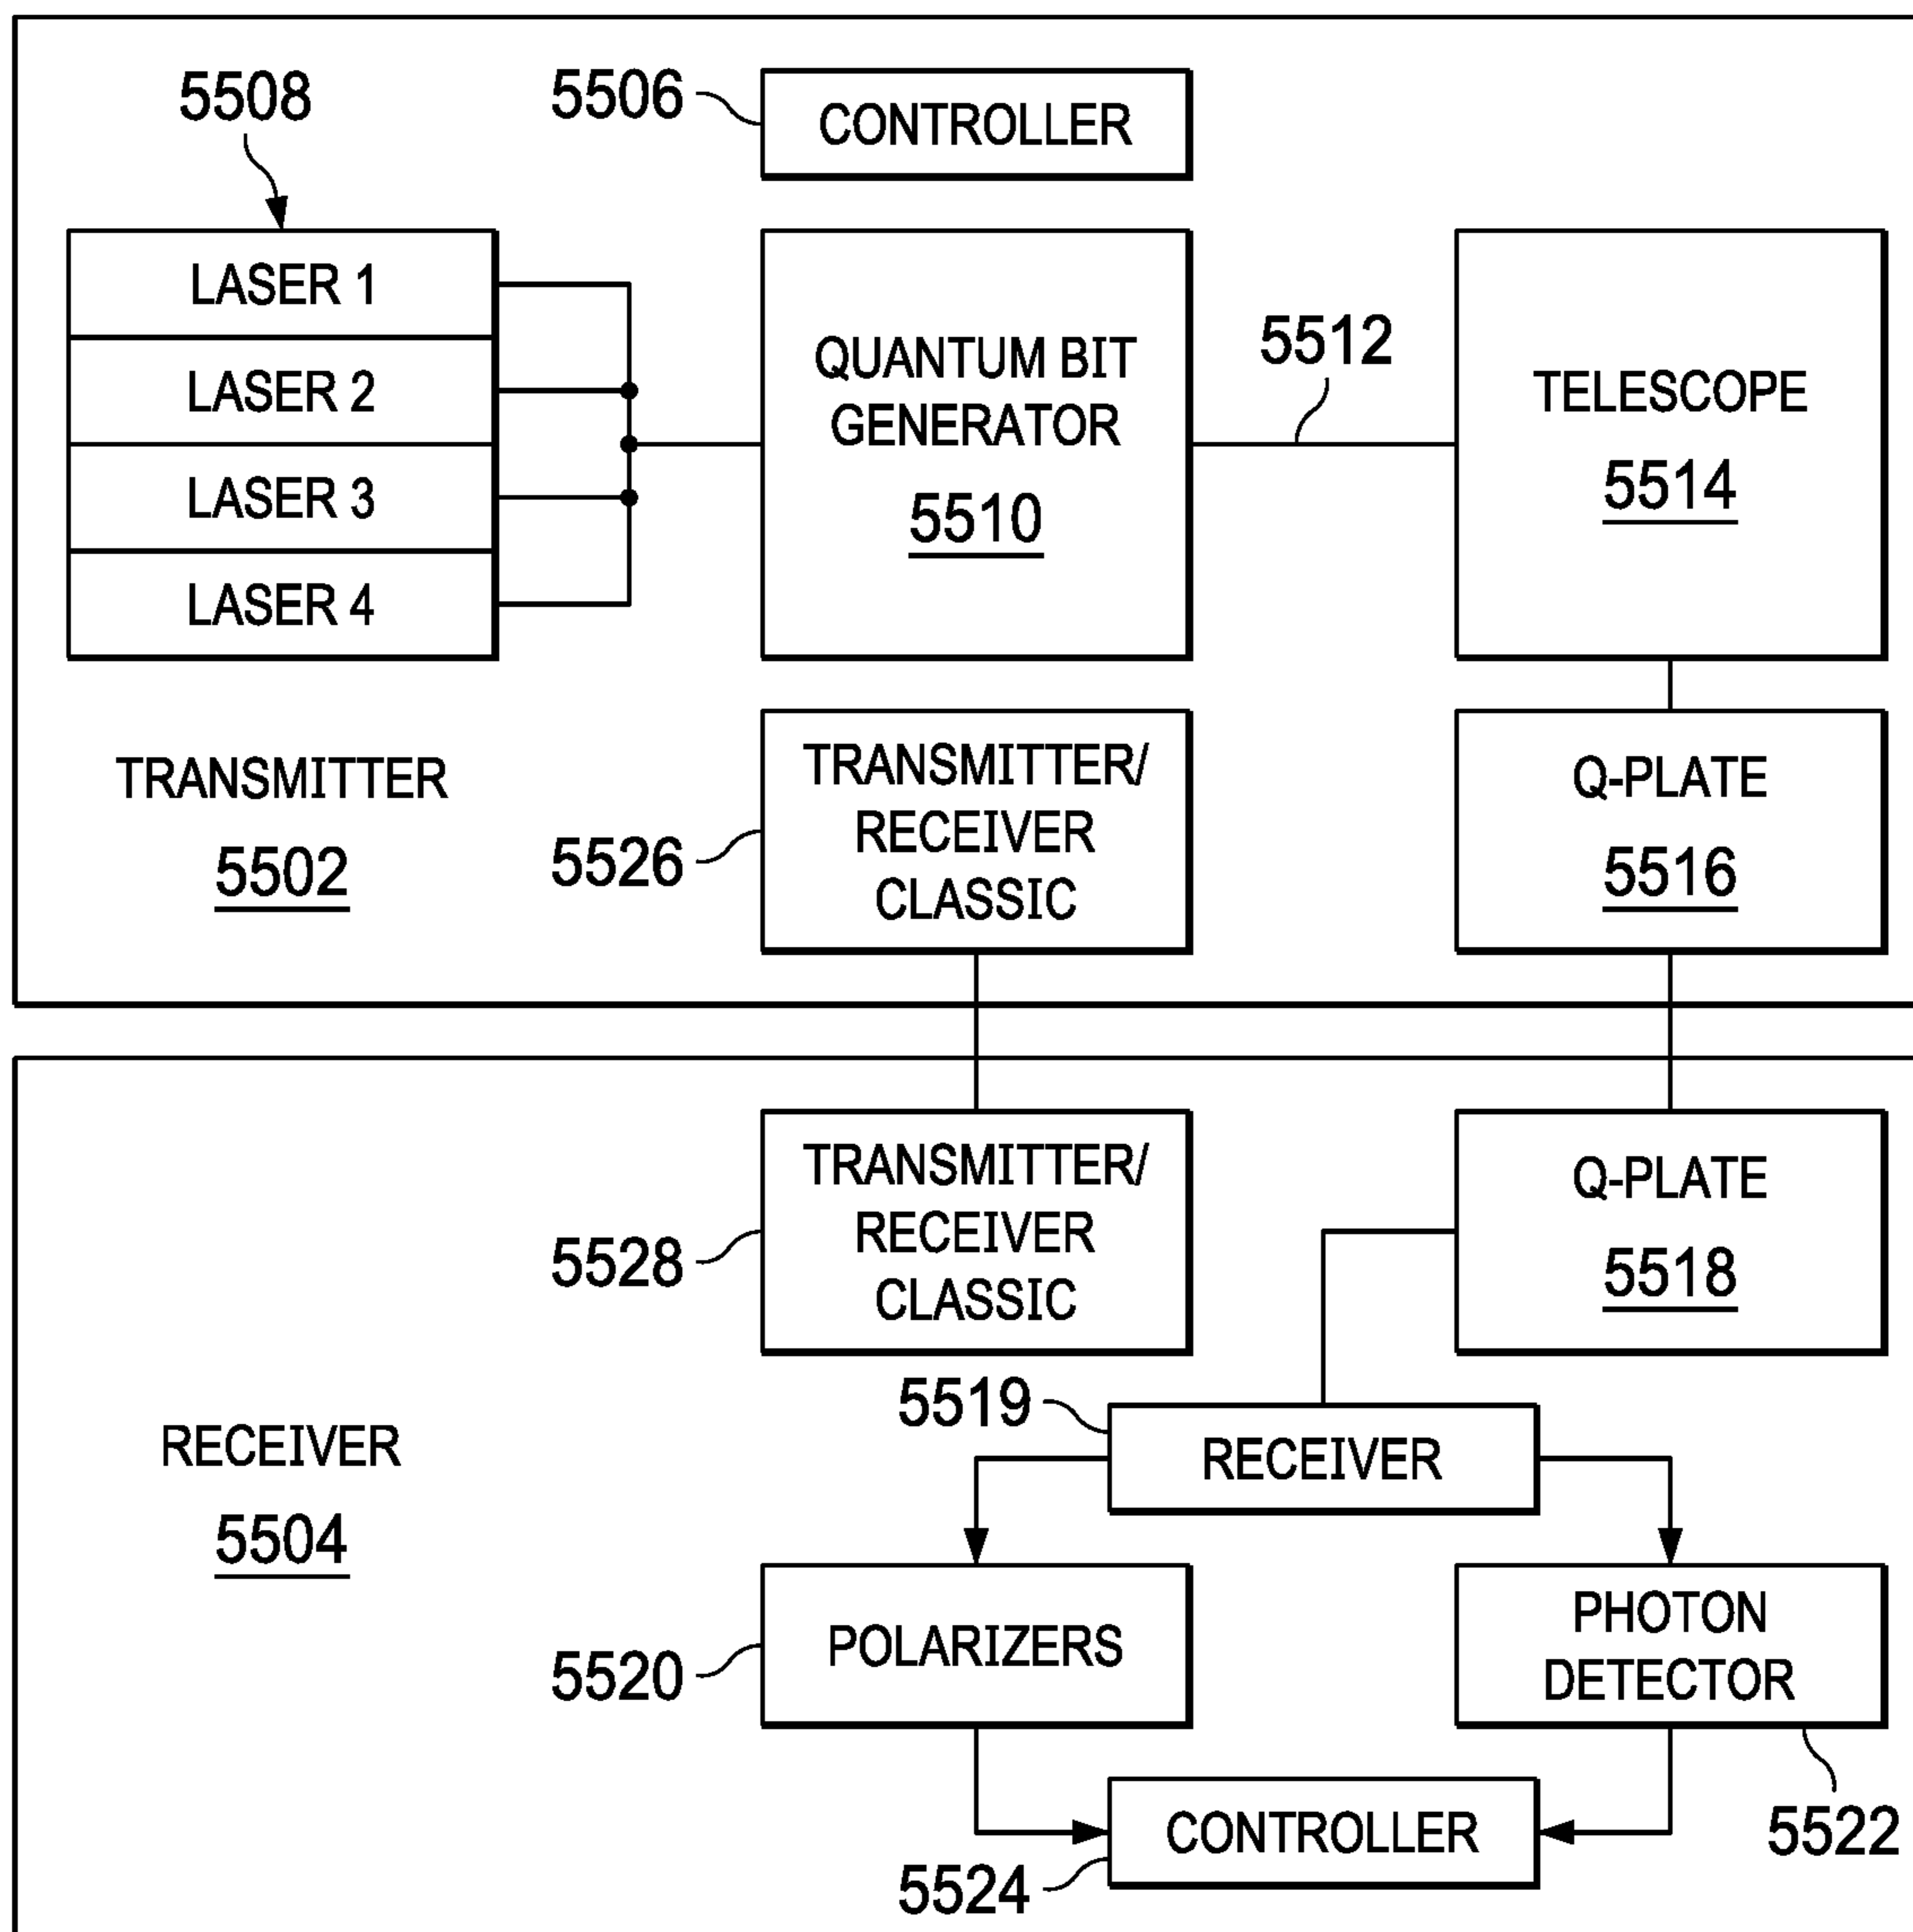 5508
5506
CONTROLLER
LASER 1
LASER 2
LASER 3
LASER 4
QUANTUM BIT
GENERATOR
5510
5512
TELESCOPE
5514
TRANSMITTER
5502
5526
TRANSMITTER/
RECEIVER
CLASSIC
Q-PLATE
5516
5528
TRANSMITTER/
RECEIVER
CLASSIC
Q-PLATE
5518
RECEIVER
5504
5519
RECEIVER
5520
POLARIZERS
PHOTON
DETECTOR
5522
CONTROLLER
5524